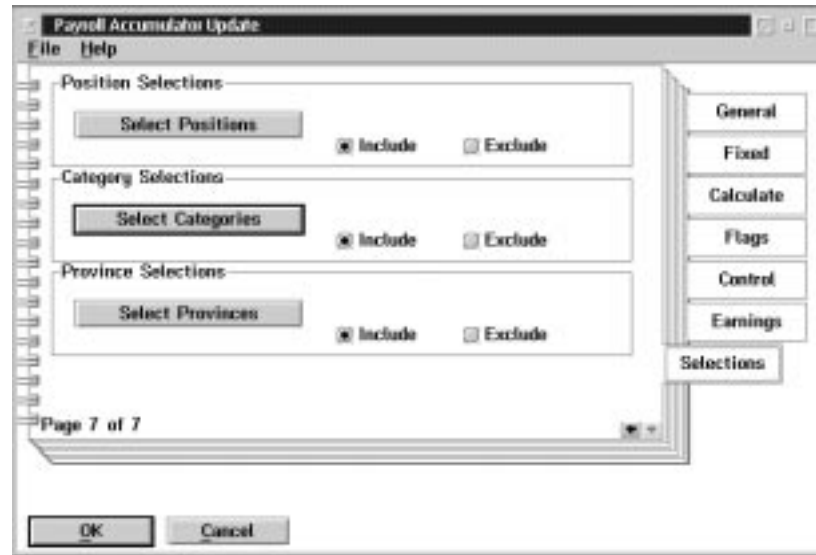 Payroll Accumulator Update
File Help
Position Selections
Select Positions
Include Exclude
Category Selections
Select Categories
Include Exclude
Province Selections
Select Provinces
Include Exclude
Page 7 of 7
General
Fixed
Calculate
Flags
Control
Earnings
Selections
OK Cancel